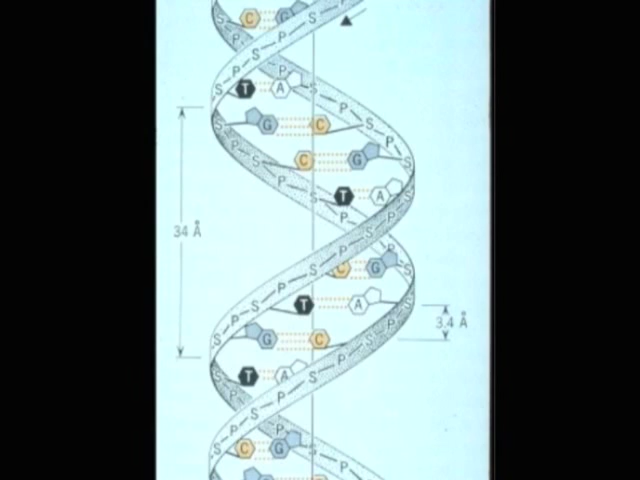 C G S P
S P S
P S P
S T A S P
S G C S P
P S C G S
P T A S
S P S P
P S P
S C G S
P S T A P
S P
34 Å
3.4 Å
S G C S P
S T A S
P S P
P S P
S C G S
P